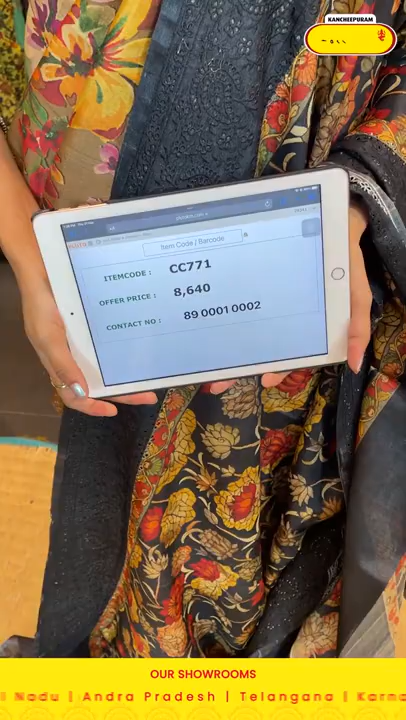 KANCHEEPURAM
Item Code / Barcode
ITEMCODE : CC771
OFFER PRICE : 8,640
CONTACT NO : 89 0001 0002
OUR SHOWROOMS
Nadu | Andra Pradesh | Telangana | Karna